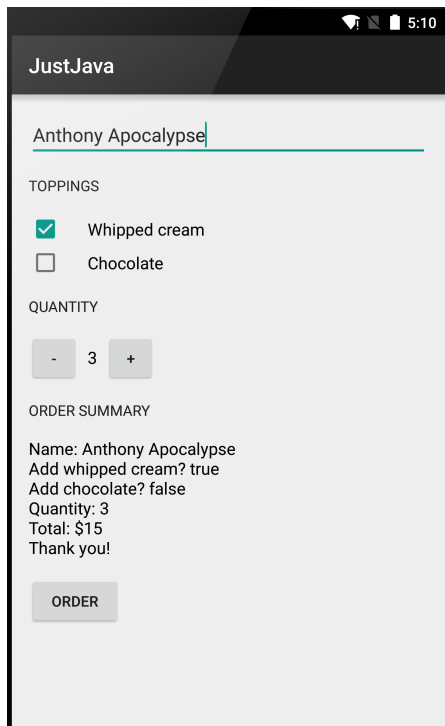 5:10
JustJava
Anthony Apocalypse
TOPPINGS
Whipped cream
Chocolate
QUANTITY
- 3 +
ORDER SUMMARY
Name: Anthony Apocalypse
Add whipped cream? true
Add chocolate? false
Quantity: 3
Total: $15
Thank you!
ORDER